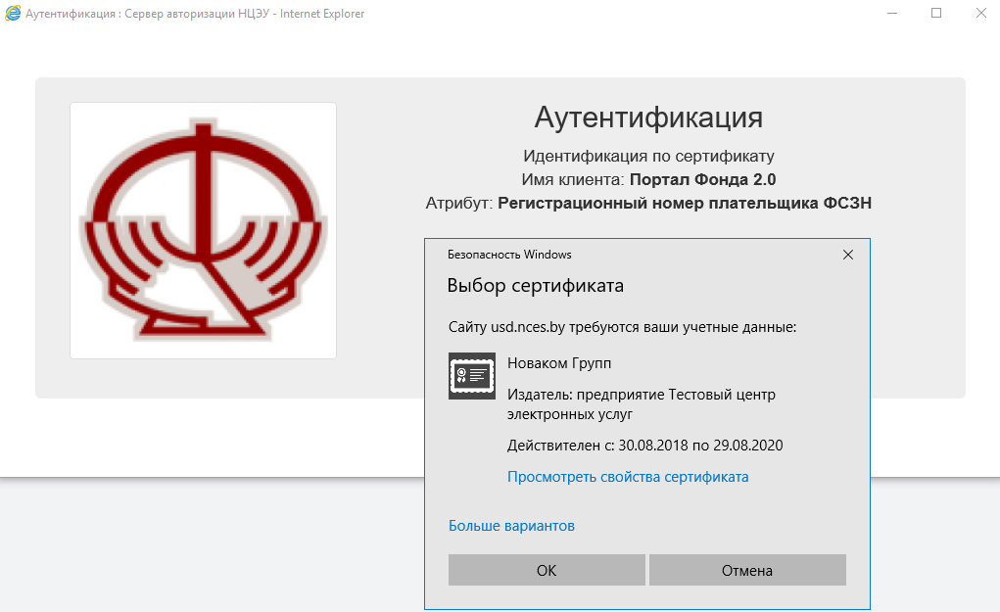 Аутентификация : Сервер авторизации НЦЭУ - Internet Explorer
Аутентификация
Идентификация по сертификату
Имя клиента: Портал Фонда 2.0
Атрибут: Регистрационный номер плательщика ФСЗН
Безопасность Windows
Выбор сертификата
Сайту usd.nces.by требуются ваши учетные данные:
Новаком Групп
Издатель: предприятие Тестовый центр
электронных услуг
Действителен с: 30.08.2018 по 29.08.2020
Просмотреть свойства сертификата
Больше вариантов
ОК
Отмена